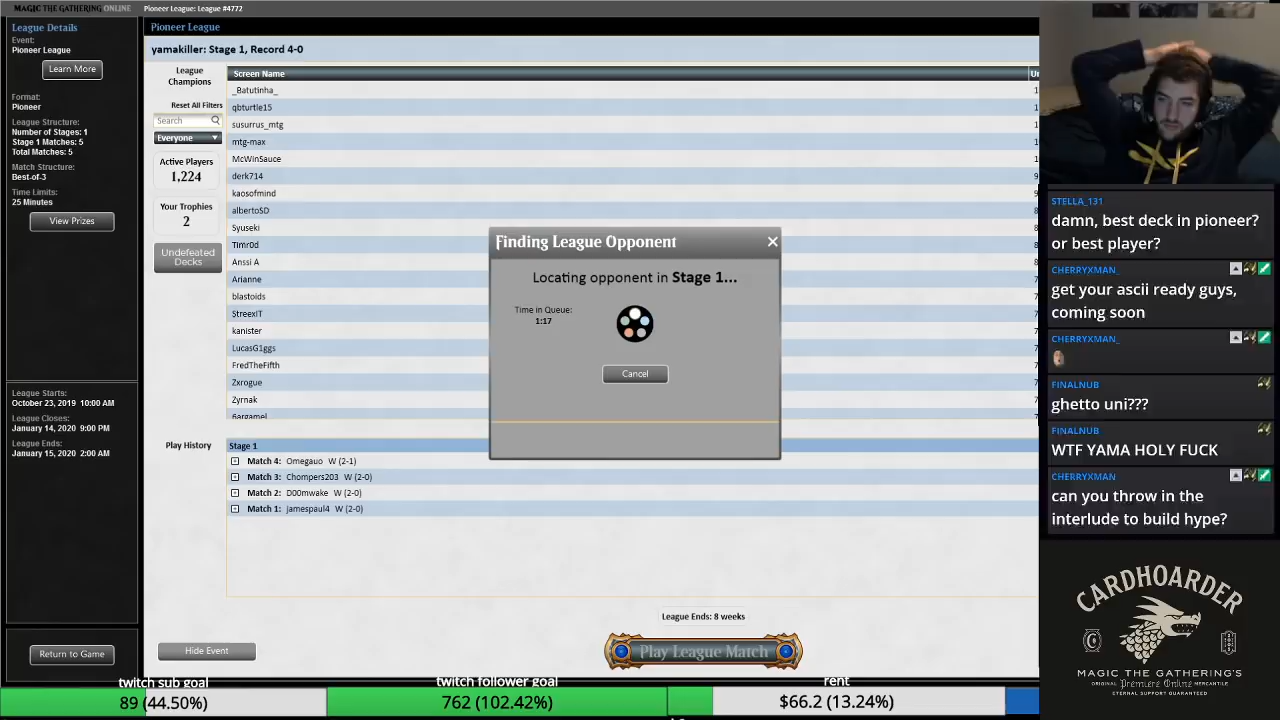 MAGIC THE GATHERING ONLINE
Pioneer League: League #4772
League Details
Event:
Pioneer League
Learn More
Format:
Pioneer
League Structure:
Number of Stages: 1
Stage 1 Matches: 5
Total Matches: 5
Match Structure:
Best-of-3
Time Limits:
25 Minutes
View Prizes
League Starts:
October 23, 2019 10:00 AM
League Closes:
January 14, 2020 9:00 PM
League Ends:
January 15, 2020 2:00 AM
Return to Game
Pioneer League
yamakiller: Stage 1, Record 4-0
League
Champions
Reset All Filters
Search
Everyone
Active Players
1,224
Your Trophies
2
Undefeated
Decks
Screen Name
_Batutinha_
qbturtle15
susurrus_mtg
mtg-max
McWinSauce
derk714
kaosofmind
albertoSD
Syuseki
Timr0d
Anssi A
Arianne
blastoids
StreexIT
kanister
LucasG1ggs
FredTheFifth
Zxrogue
Zyrnak
6argamel
Finding League Opponent
Locating opponent in Stage 1...
Time in Queue:
1:17
Cancel
Play History
Stage 1
Match 4: Omegauo W (2-1)
Match 3: Chompers203 W (2-0)
Match 2: D00mwake W (2-0)
Match 1: jamespaul4 W (2-0)
League Ends: 8 weeks
Hide Event
Play League Match
STELLA_131
damn, best deck in pioneer?
or best player?
CHERRYXMAN_
get your ascii ready guys,
coming soon
CHERRYXMAN_
FINALNUB
ghetto uni???
FINALNUB
WTF YAMA HOLY FUCK
CHERRYXMAN
can you throw in the
interlude to build hype?
CARDHOARDER
MAGIC THE GATHERING'S
ORIGINAL Premiere Online MERCANTILE
ETERNAL SUPPORT GUARANTEED
twitch sub goal
89 (44.50%)
twitch follower goal
762 (102.42%)
rent
$66.2 (13.24%)